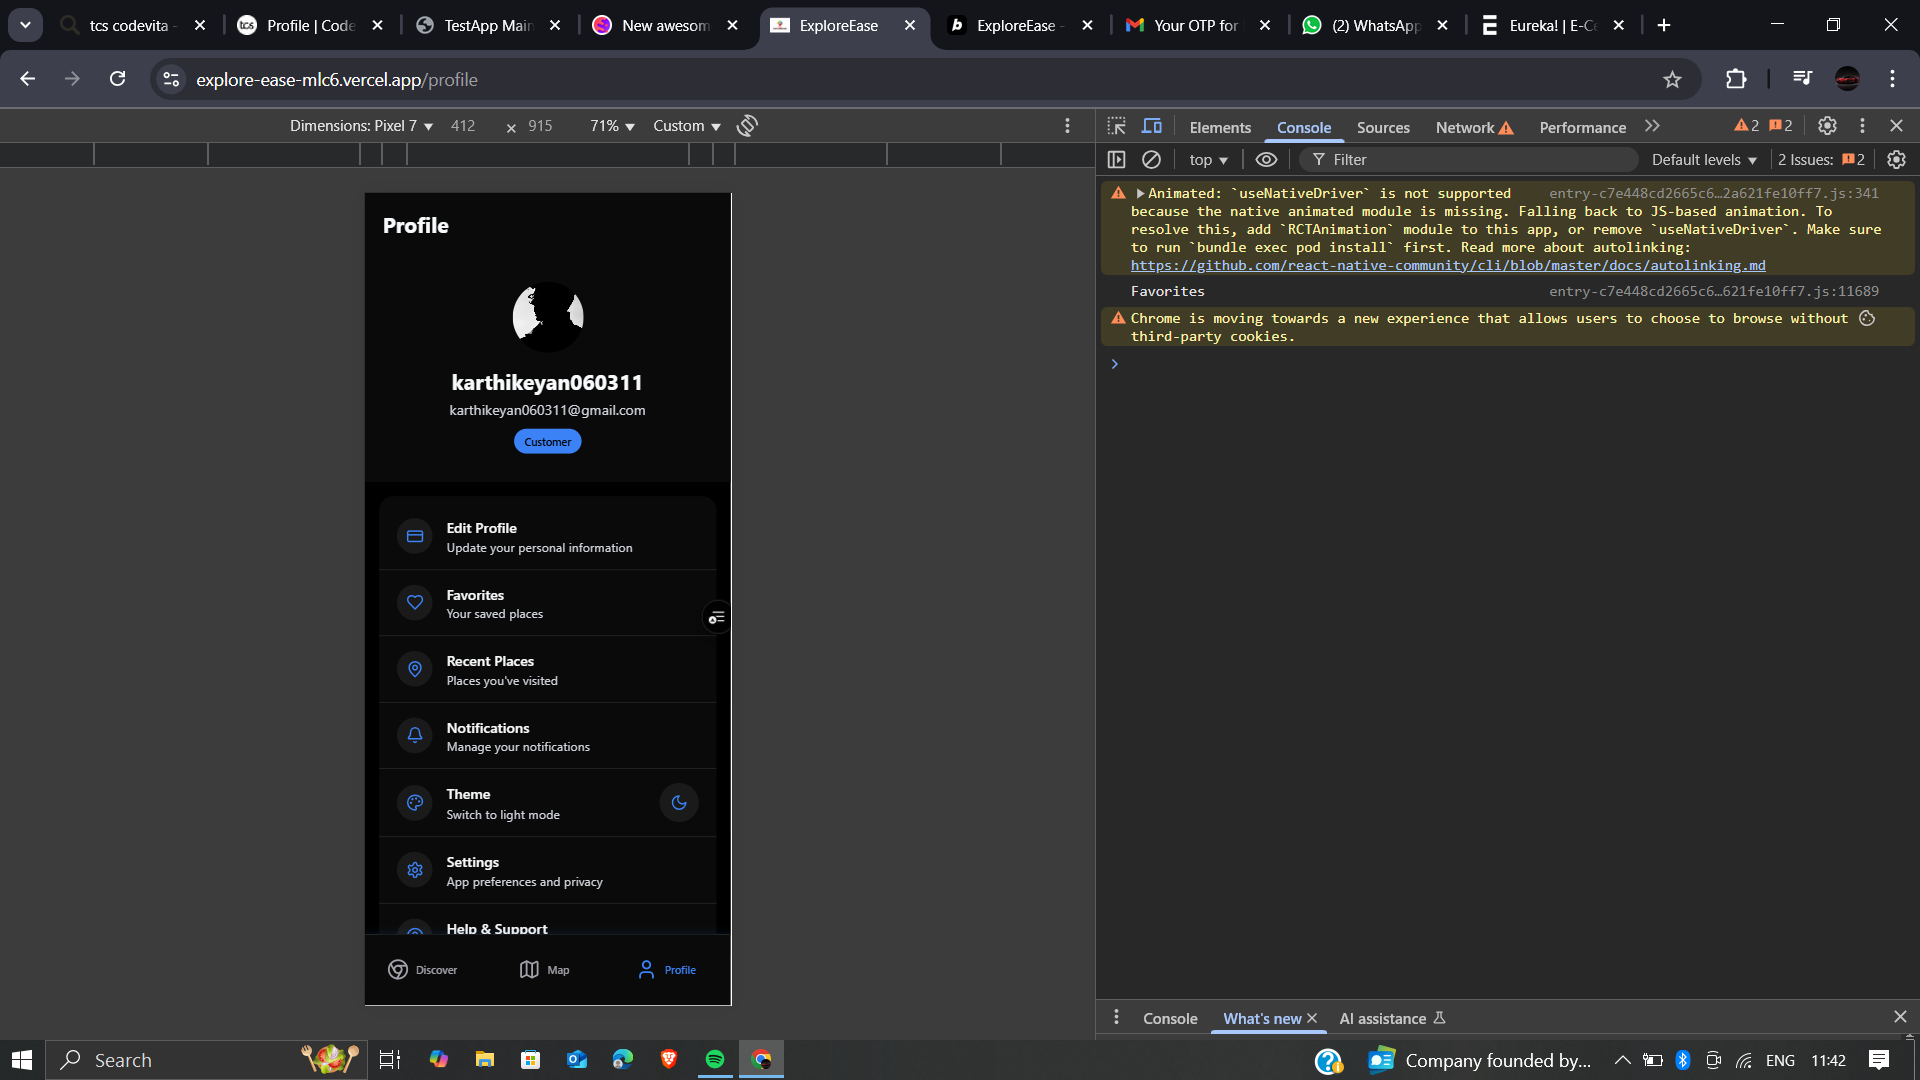 tcs codevita -
Profile | Code
TestApp Main
New awesom
ExploreEase
ExploreEase -
Your OTP for
(2) WhatsApp
Eureka! | E-Ce
explore-ease-mlc6.vercel.app/profile
Dimensions: Pixel 7
412
×
915
71%
Custom
Elements
Console
Sources
Network
Performance
2
2
top
Filter
Default levels
2 Issues:
2
Profile
karthikeyan060311
karthikeyan060311@gmail.com
Customer
Edit Profile
Update your personal information
Favorites
Your saved places
Recent Places
Places you've visited
Notifications
Manage your notifications
Theme
Switch to light mode
Settings
App preferences and privacy
Help & Support
Discover
Map
Profile
Animated: `useNativeDriver` is not supported
entry-c7e448cd2665c6…2a621fe10ff7.js:341
because the native animated module is missing. Falling back to JS-based animation. To
resolve this, add `RCTAnimation` module to this app, or remove `useNativeDriver`. Make sure
to run `bundle exec pod install` first. Read more about autolinking:
https://github.com/react-native-community/cli/blob/master/docs/autolinking.md
Favorites
entry-c7e448cd2665c6…621fe10ff7.js:11689
Chrome is moving towards a new experience that allows users to choose to browse without
third-party cookies.
Console
What's new
AI assistance
Search
Company founded by...
ENG
11:42